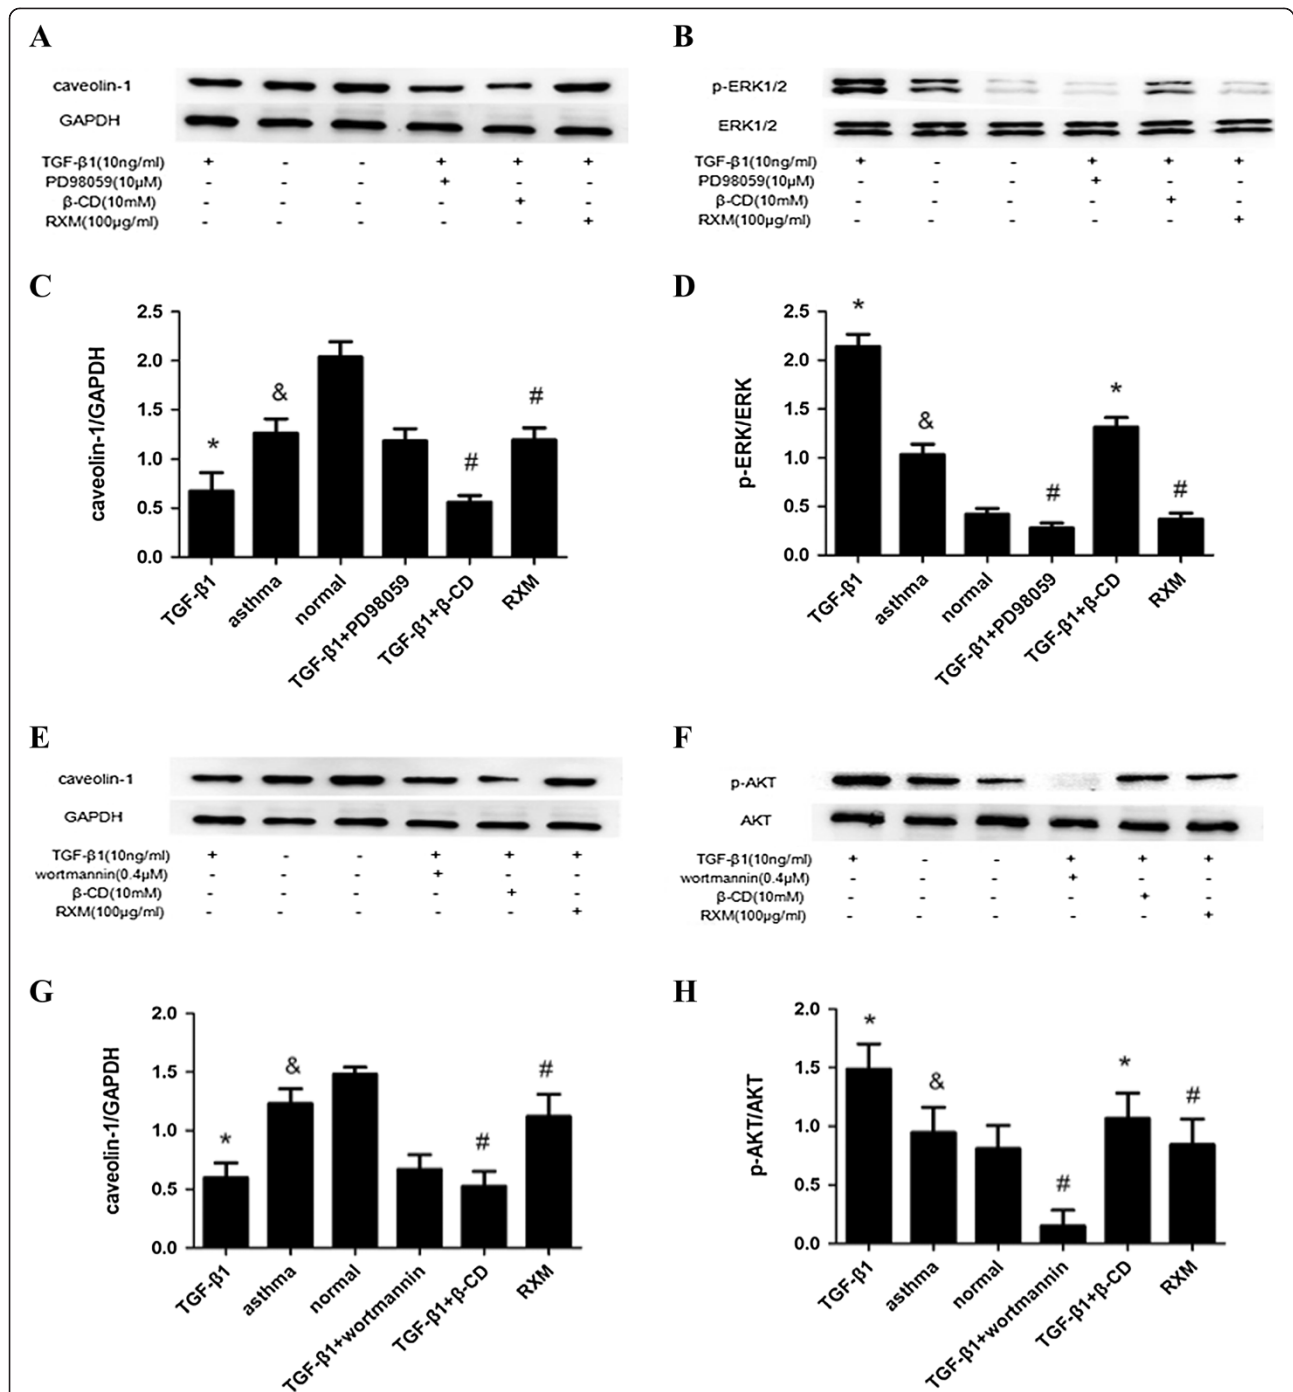 A
caveolin-1
GAPDH
TGF-β1(10ng/ml) + - - + + +
PD98059(10μM) - - - + - -
β-CD(10mM) - - - - + -
RXM(100μg/ml) - - - - - +
B
p-ERK1/2
ERK1/2
TGF-β1(10ng/ml) + - - + + +
PD98059(10μM) - - - + - -
β-CD(10mM) - - - - + -
RXM(100μg/ml) - - - - - +
C
caveolin-1/GAPDH
2.5
2.0
1.5
1.0
0.5
0.0
* & # #
TGF-β1
asthma
normal
TGF-β1+PD98059
TGF-β1+β-CD
RXM
D
p-ERK/ERK
2.5
2.0
1.5
1.0
0.5
0.0
* & # * #
TGF-β1
asthma
normal
TGF-β1+PD98059
TGF-β1+β-CD
RXM
E
caveolin-1
GAPDH
TGF-β1(10ng/ml) + - - + + +
wortmannin(0.4μM) - - - + - -
β-CD(10mM) - - - - + -
RXM(100μg/ml) - - - - - +
F
p-AKT
AKT
TGF-β1(10ng/ml) + - - + + +
wortmannin(0.4μM) - - - + - -
β-CD(10mM) - - - - + -
RXM(100μg/ml) - - - - - +
G
caveolin-1/GAPDH
2.0
1.5
1.0
0.5
0.0
* & # #
TGF-β1
asthma
normal
TGF-β1+wortmannin
TGF-β1+β-CD
RXM
H
p-AKT/AKT
2.0
1.5
1.0
0.5
0.0
* & # * #
TGF-β1
asthma
normal
TGF-β1+wortmannin
TGF-β1+β-CD
RXM